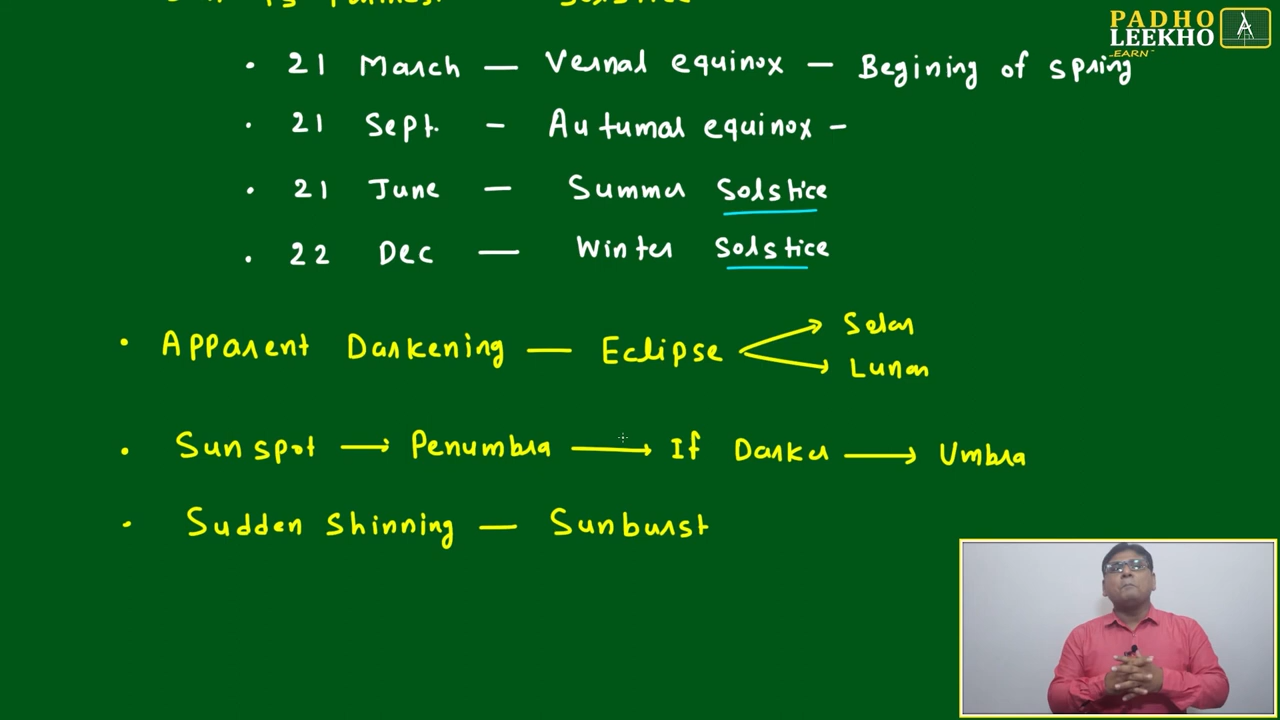 PADHO
LEEKHO
EARN
Solstice
• 21 March — Vernal equinox — Begining of spring
• 21 Sept. - Autumal equinox -
• 21 June — Summer Solstice
• 22 Dec — Winter Solstice
• Apparent Darkening — Eclipse
Solar
Lunar
• Sunspot → Penumbra → If Darker → Umbra
• Sudden Shinning — Sunburst